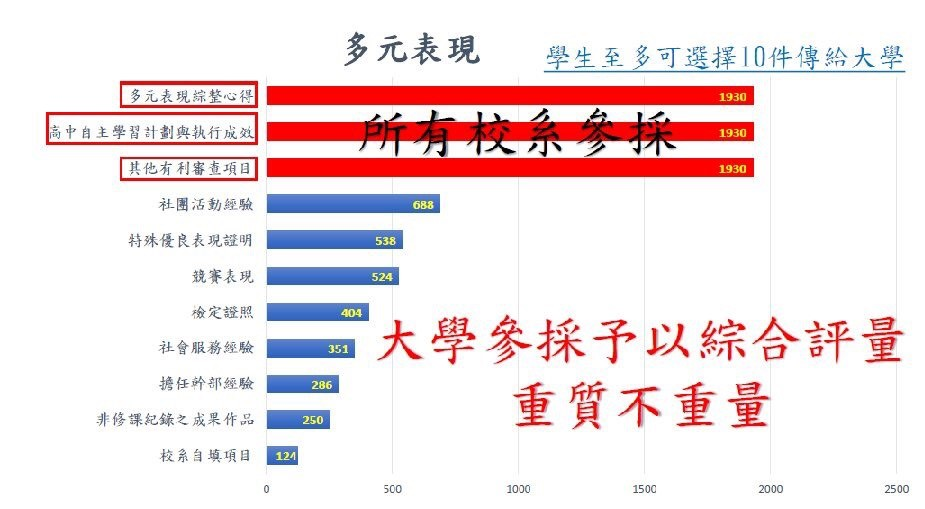 多元表現
學生至多可選擇10件傳給大學
多元表現綜整心得 1930
高中自主學習計劃與執行成效 1930
所有校系參採
其他有利審查項目 1930
社團活動經驗 688
特殊優良表現證明 538
競賽表現 524
檢定證照 404
社會服務經驗 351
擔任幹部經驗 286
非修課紀錄之成果作品 250
校系自填項目 124
大學參採予以綜合評量
重質不重量
0 500 1000 1500 2000 2500